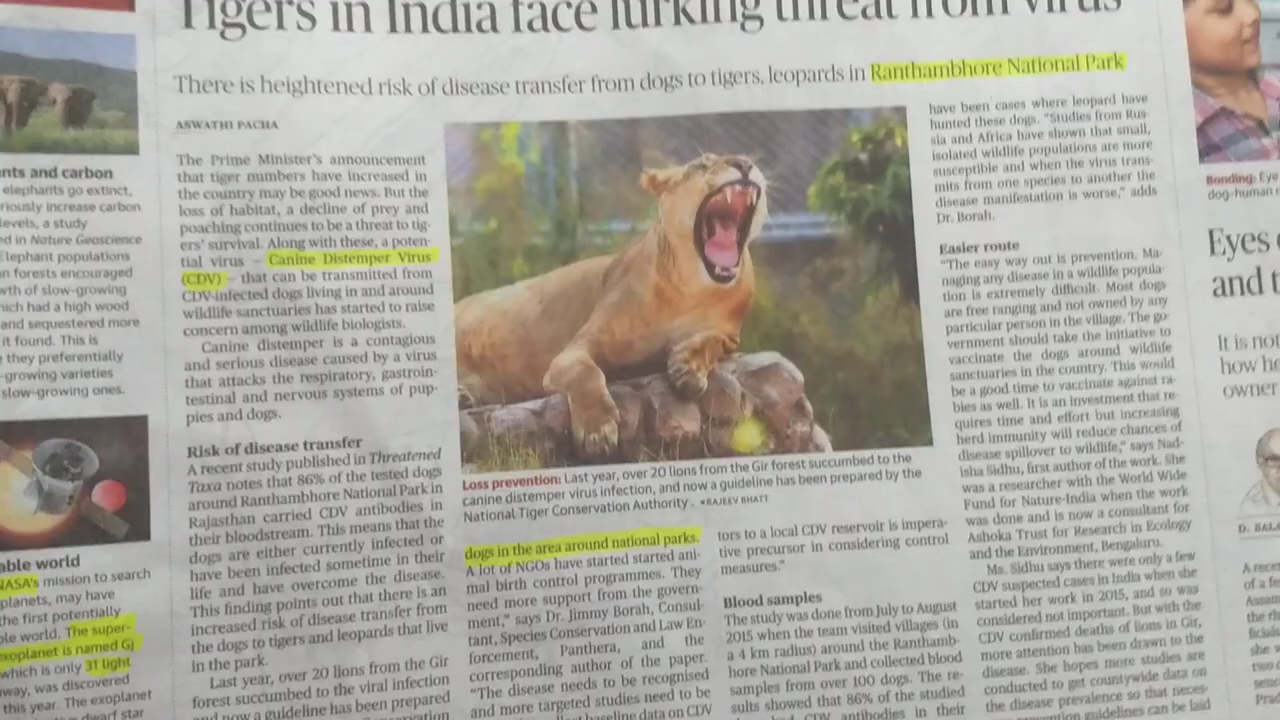 Tigers in India face lurking threat from virus
There is heightened risk of disease transfer from dogs to tigers, leopards in Ranthambhore National Park
ASWATHI PACHA
The Prime Minister's announcement
that tiger numbers have increased in
the country may be good news. But the
loss of habitat, a decline of prey and
poaching continues to be a threat to tig-
ers' survival. Along with these, a poten-
tial virus – Canine Distemper Virus
(CDV) – that can be transmitted from
CDV-infected dogs living in and around
wildlife sanctuaries has started to raise
concern among wildlife biologists.
Canine distemper is a contagious
and serious disease caused by a virus
that attacks the respiratory, gastroin-
testinal and nervous systems of pup-
pies and dogs.
Risk of disease transfer
A recent study published in Threatened
Taxa notes that 86% of the tested dogs
around Ranthambhore National Park in
Rajasthan carried CDV antibodies in
their bloodstream. This means that the
dogs are either currently infected or
have been infected sometime in their
life and have overcome the disease.
This finding points out that there is an
increased risk of disease transfer from
the dogs to tigers and leopards that live
in the park.
Last year, over 20 lions from the Gir
forest succumbed to the viral infection
and now a guideline has been prepared
Loss prevention: Last year, over 20 lions from the Gir forest succumbed to the
canine distemper virus infection, and now a guideline has been prepared by the
National Tiger Conservation Authority. •RAJEEV BHATT
dogs in the area around national parks.
A lot of NGOs have started started ani-
mal birth control programmes. They
need more support from the govern-
ment," says Dr. Jimmy Borah, Consul-
tant, Species Conservation and Law En-
forcement, Panthera, and the
corresponding author of the paper.
"The disease needs to be recognised
and more targeted studies need to be
baseline data on CDV
tors to a local CDV reservoir is impera-
tive precursor in considering control
measures."
Blood samples
The study was done from July to August
2015 when the team visited villages (in
a 4 km radius) around the Ranthamb-
hore National Park and collected blood
samples from over 100 dogs. The re-
sults showed that 86% of the studied
CDV antibodies in their
have been cases where leopard have
hunted these dogs. "Studies from Rus-
sia and Africa have shown that small,
isolated wildlife populations are more
susceptible and when the virus trans-
mits from one species to another the
disease manifestation is worse," adds
Dr. Borah.
Easier route
"The easy way out is prevention. Ma-
naging any disease in a wildlife popula-
tion is extremely difficult. Most dogs
are free ranging and not owned by any
particular person in the village. The go-
vernment should take the initiative to
vaccinate the dogs around wildlife
sanctuaries in the country. This would
be a good time to vaccinate against ra-
bies as well. It is an investment that re-
quires time and effort but increasing
herd immunity will reduce chances of
disease spillover to wildlife," says Nad-
isha Sidhu, first author of the work. She
was a researcher with the World Wide
Fund for Nature-India when the work
was done and is now a consultant for
Ashoka Trust for Research in Ecology
and the Environment, Bengaluru.
Ms. Sidhu says there were only a few
CDV suspected cases in India when she
started her work in 2015, and so was
considered not important. But with the
CDV confirmed deaths of lions in Gir,
more attention has been drawn to the
disease. She hopes more studies are
conducted to get countrywide data on
the disease prevalence so that neces-
guidelines can be laid
nts and carbon
elephants go extinct,
riously increase carbon
levels, a study
ed in Nature Geoscience
Elephant populations
n forests encouraged
wth of slow-growing
hich had a high wood
and sequestered more
it found. This is
they preferentially
-growing varieties
slow-growing ones.
able world
NASA's mission to search
planets, may have
the first potentially
ble world. The super-
exoplanet is named GJ
which is only 31 light
way, was discovered
this year. The exoplanet
dwarf star
Bonding: Eye
dog-human
Eyes
and t
It is not
how he
owner
D. BAL
A recen
of a fe